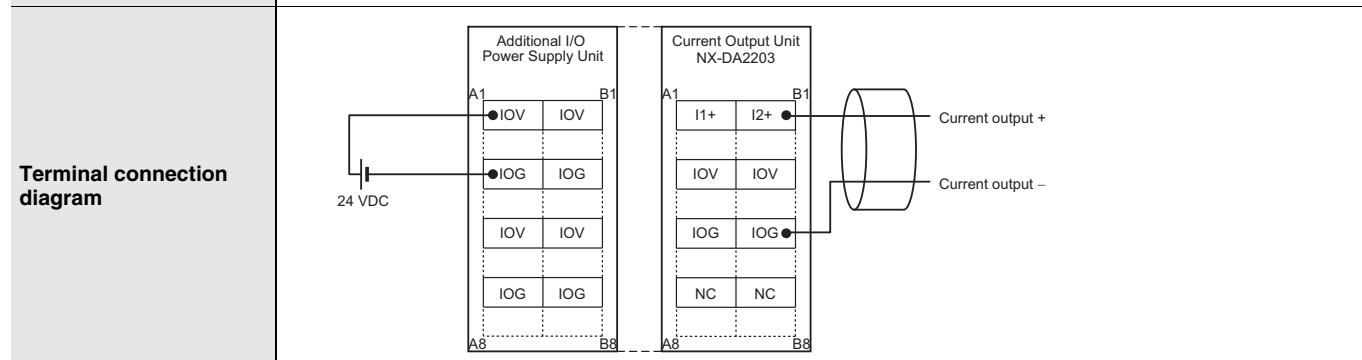 Terminal connection
diagram
24 VDC
Additional I/O
Power Supply Unit
A1 B1
IOV IOV
IOG IOG
IOV IOV
IOG IOG
A8 B8
Current Output Unit
NX-DA2203
A1 B1
I1+ I2+
IOV IOV
IOG IOG
NC NC
A8 B8
Current output +
Current output –